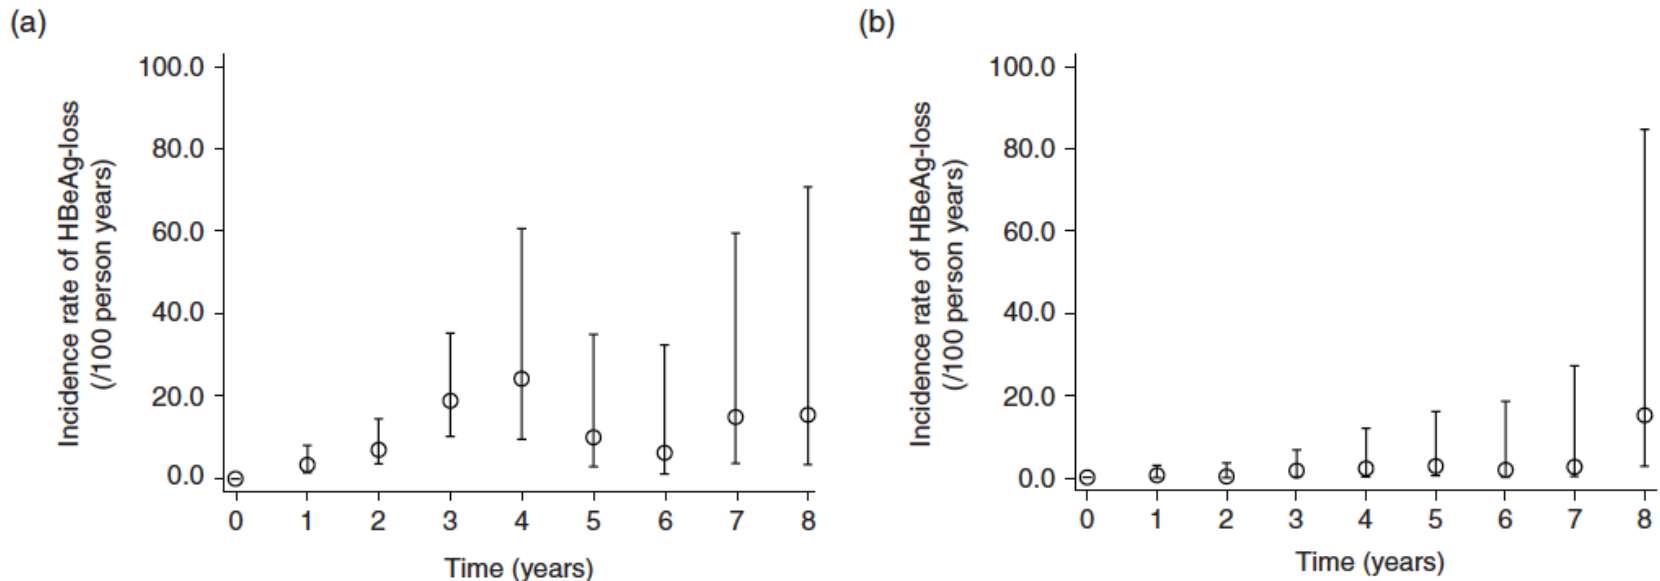 (a)
Incidence rate of HBeAg-loss
(/100 person years)
100.0
80.0
60.0
40.0
20.0
0.0
0 1 2 3 4 5 6 7 8
Time (years)
(b)
Incidence rate of HBeAg-loss
(/100 person years)
100.0
80.0
60.0
40.0
20.0
0.0
0 1 2 3 4 5 6 7 8
Time (years)